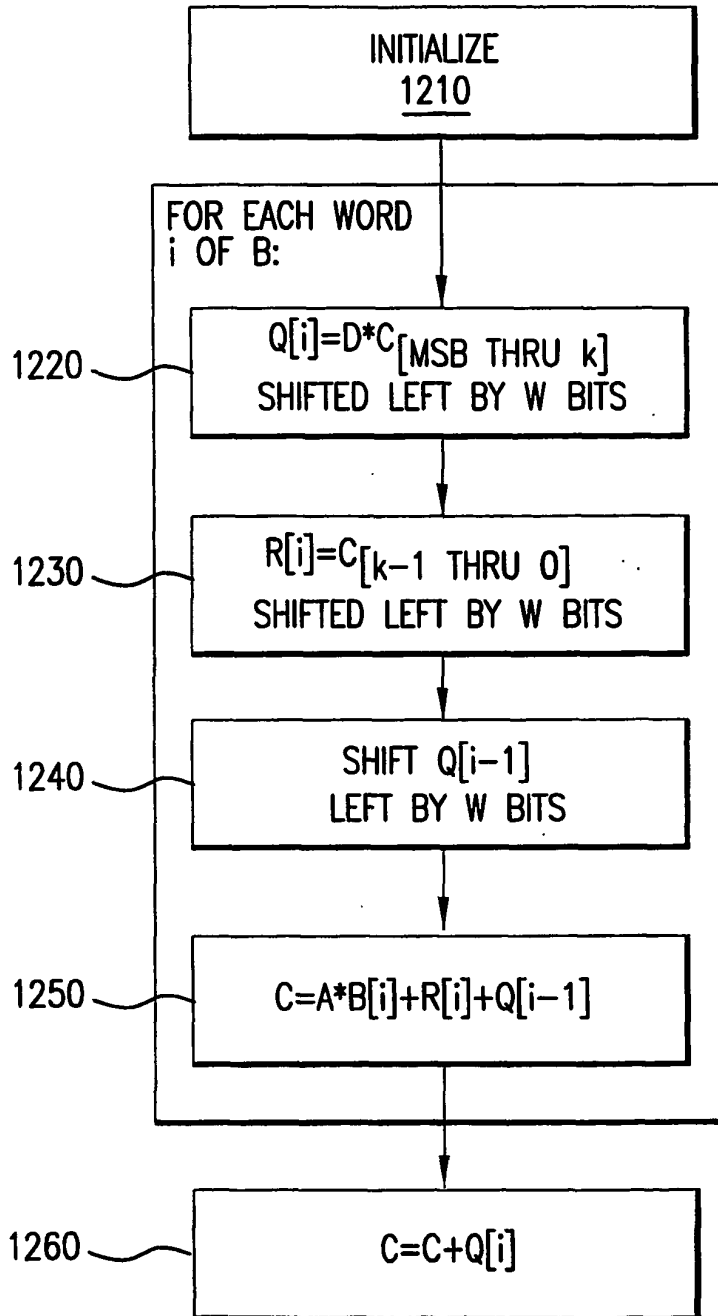 INITIALIZE
1210
FOR EACH WORD
i OF B:
1220
Q[i]=D*C[MSB THRU k]
SHIFTED LEFT BY W BITS
1230
R[i]=C[k-1 THRU 0]
SHIFTED LEFT BY W BITS
1240
SHIFT Q[i-1]
LEFT BY W BITS
1250
C=A*B[i]+R[i]+Q[i-1]
1260
C=C+Q[i]